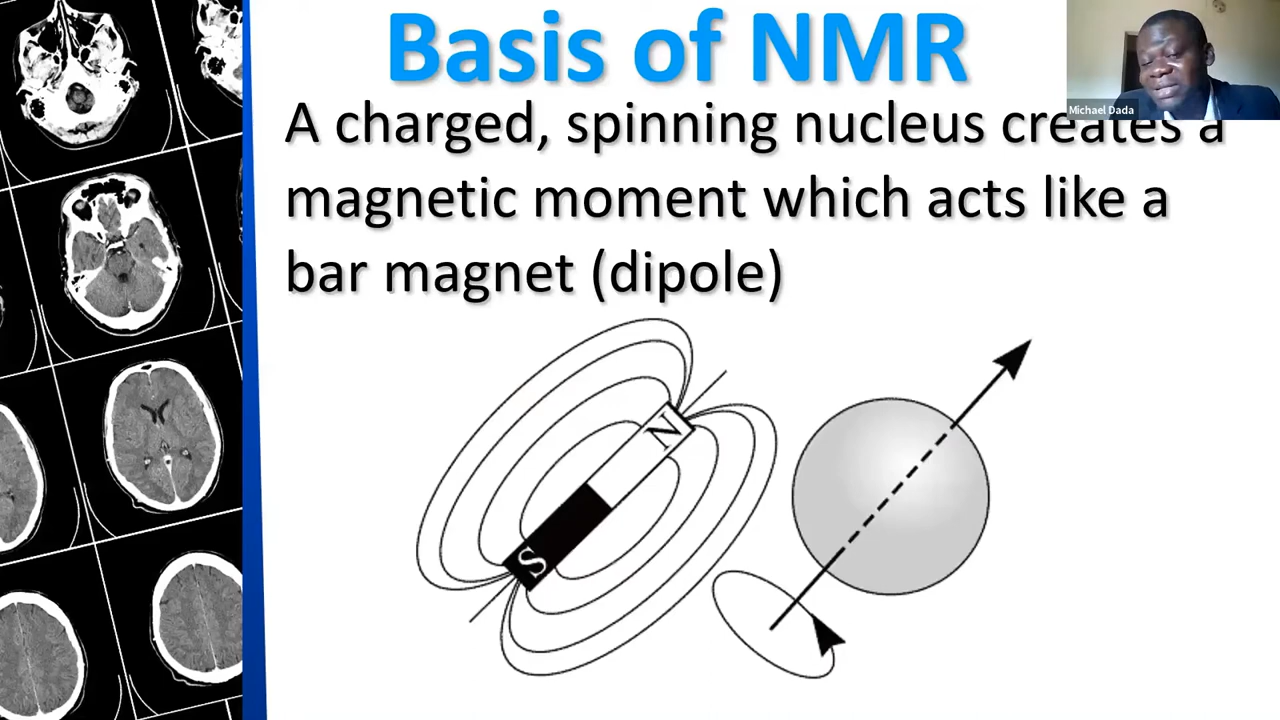 Basis of NMR
Michael Dada
A charged, spinning nucleus creates a
magnetic moment which acts like a
bar magnet (dipole)
N
S